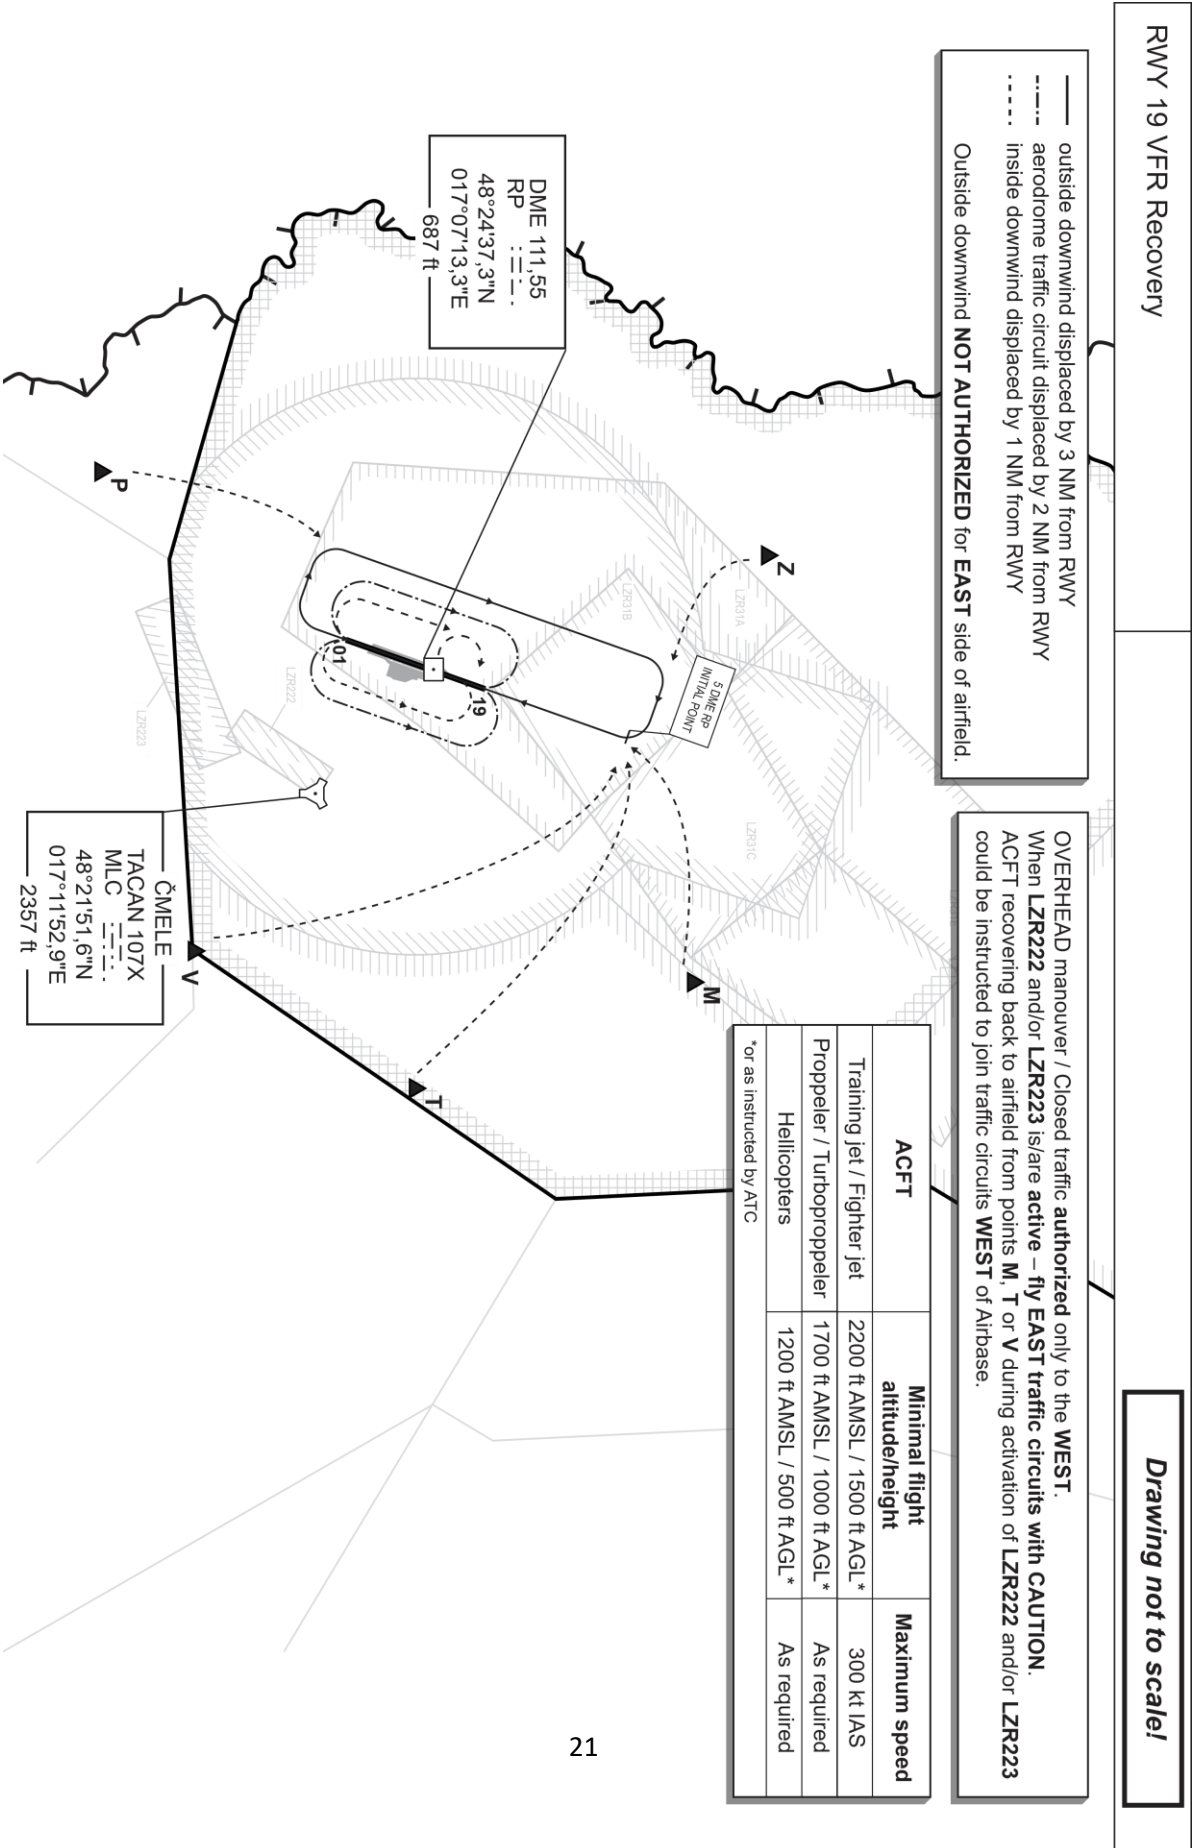 RWY 19 VFR Recovery
Drawing not to scale!
outside downwind displaced by 3 NM from RWY
aerodrome traffic circuit displaced by 2 NM from RWY
inside downwind displaced by 1 NM from RWY
Outside downwind NOT AUTHORIZED for EAST side of airfield.
OVERHEAD manouver / Closed traffic authorized only to the WEST.
When LZR222 and/or LZR223 is/are active – fly EAST traffic circuits with CAUTION.
ACFT recovering back to airfield from points M, T or V during activation of LZR222 and/or LZR223
could be instructed to join traffic circuits WEST of Airbase.
ACFT
Minimal flight
altitude/height
Maximum speed
Training jet / Fighter jet
2200 ft AMSL / 1500 ft AGL*
300 kt IAS
Proppeler / Turboproppeler
1700 ft AMSL / 1000 ft AGL*
As required
Hellicopters
1200 ft AMSL / 500 ft AGL*
As required
*or as instructed by ATC
Z
LZR31A
LZR31C
M
5 DME RP
INITIAL POINT
LZR31B
DME 111,55
RP
48°24'37,3"N
017°07'13,3"E
687 ft
19
01
T
LZR222
P
LZR223
V
ČMELE
TACAN 107X
MLC
48°21'51,6"N
017°11'52,9"E
2357 ft
21